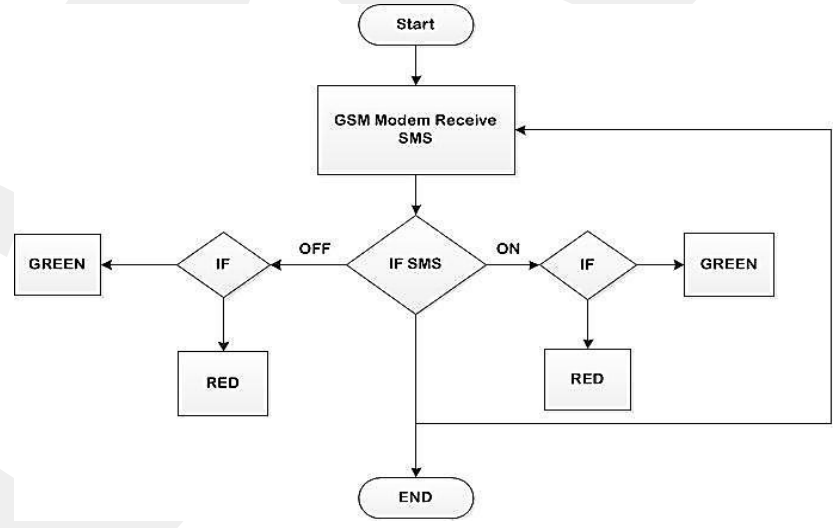 Start
GSM Modem Receive
SMS
OFF
ON
GREEN
IF
IF SMS
IF
GREEN
RED
RED
END